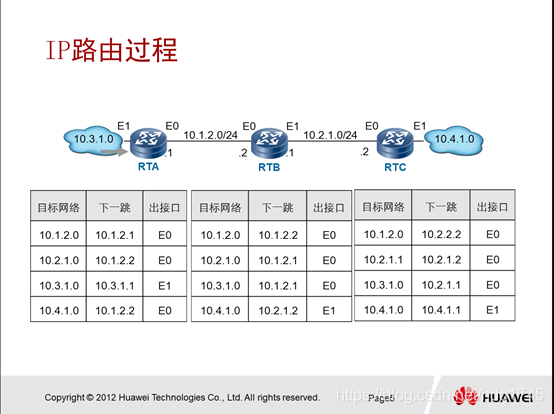 IP路由过程
E1 E0 10.1.2.0/24 E0 E1 10.2.1.0/24 E0 E1
10.3.1.0 10.4.1.0
.1 .2 .1 .2
RTA RTB RTC
目标网络 下一跳 出接口 目标网络 下一跳 出接口 目标网络 下一跳 出接口
10.1.2.0 10.1.2.1 E0 10.1.2.0 10.1.2.2 E0 10.1.2.0 10.2.2.2 E0
10.2.1.0 10.1.2.2 E0 10.2.1.0 10.1.2.1 E0 10.2.1.1 10.2.1.2 E0
10.3.1.0 10.3.1.1 E1 10.3.1.0 10.1.2.1 E0 10.3.1.0 10.2.1.1 E0
10.4.1.0 10.1.2.2 E0 10.4.1.0 10.2.1.2 E1 10.4.1.0 10.4.1.1 E1
Copyright © 2012 Huawei Technologies Co., Ltd. All rights reserved. Page5 HUAWEI